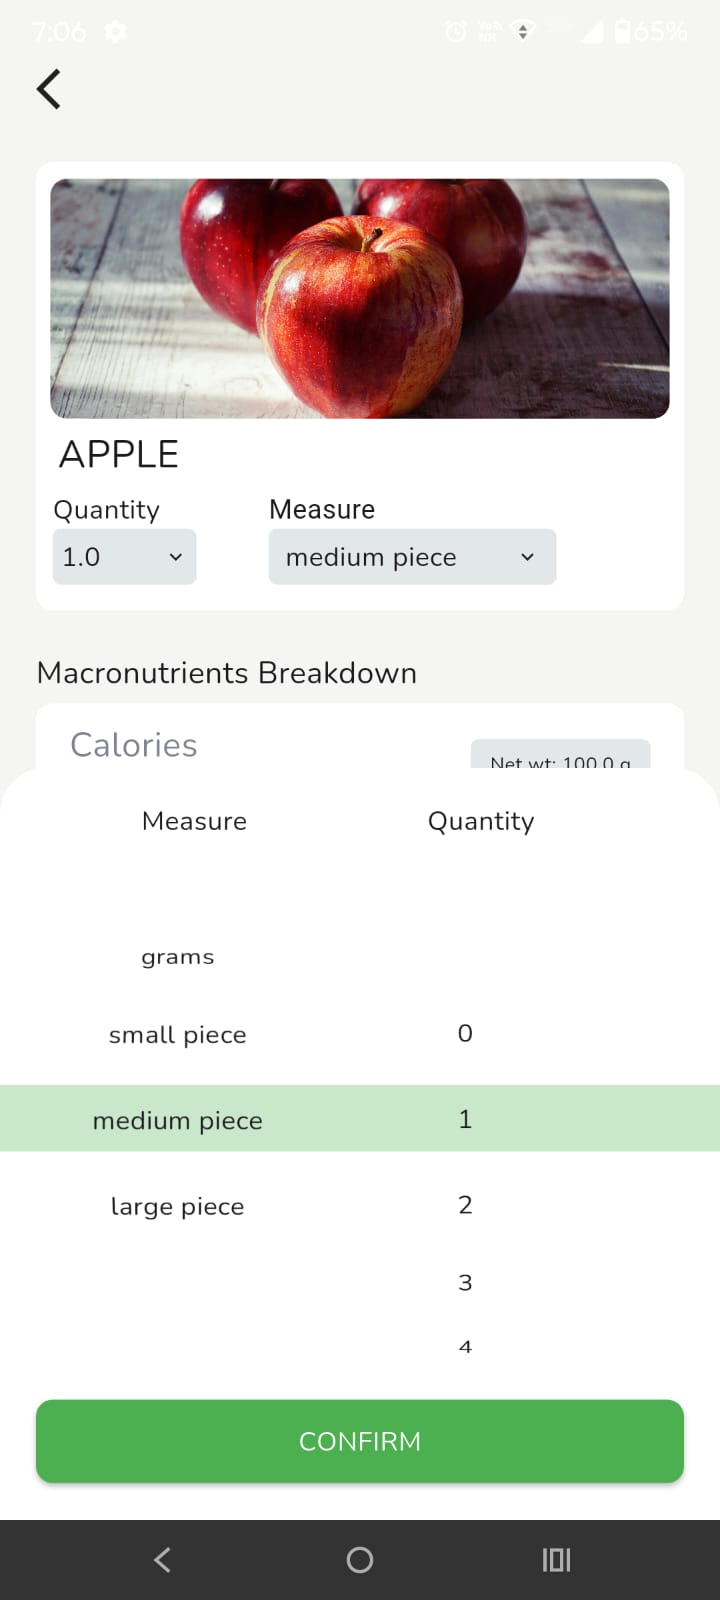 7:06 65%
APPLE
Quantity Measure
1.0 medium piece
Macronutrients Breakdown
Calories
Net wt: 100.0 g
Measure Quantity
grams
small piece 0
medium piece 1
large piece 2
3
4
CONFIRM